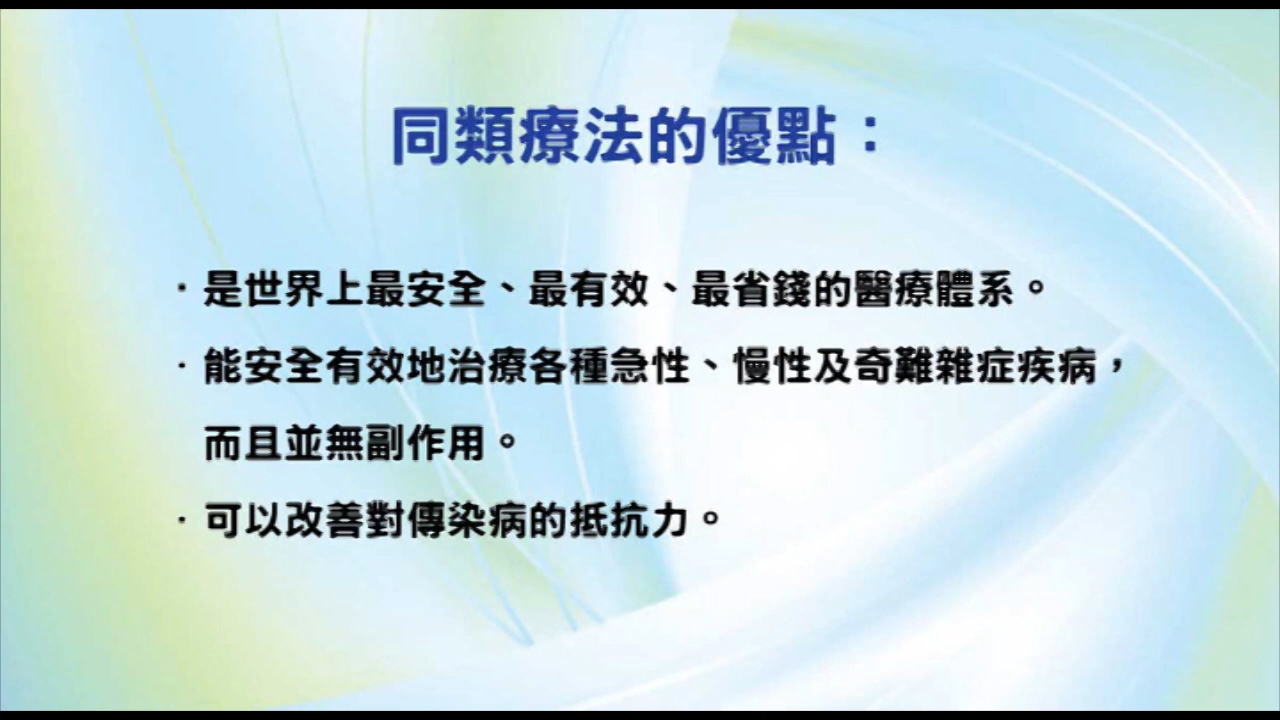 同類療法的優點：
·是世界上最安全、最有效、最省錢的醫療體系。
·能安全有效地治療各種急性、慢性及奇難雜症疾病，
而且並無副作用。
·可以改善對傳染病的抵抗力。